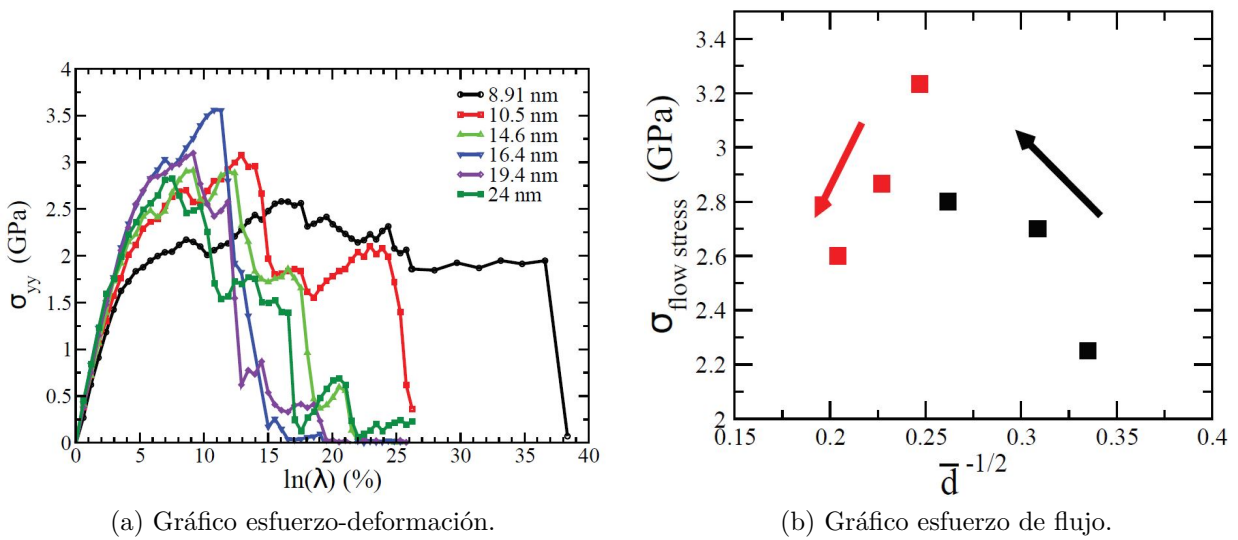 4
3.5
3
2.5
2
1.5
1
0.5
0
σyy (GPa)
0 5 10 15 20 25 30 35 40
ln(λ) (%)
8.91 nm
10.5 nm
14.6 nm
16.4 nm
19.4 nm
24 nm
(a) Gráfico esfuerzo-deformación.
3.4
3.2
3
2.8
2.6
2.4
2.2
2
σflow stress (GPa)
0.15 0.2 0.25 0.3 0.35 0.4
d̄ -1/2
(b) Gráfico esfuerzo de flujo.